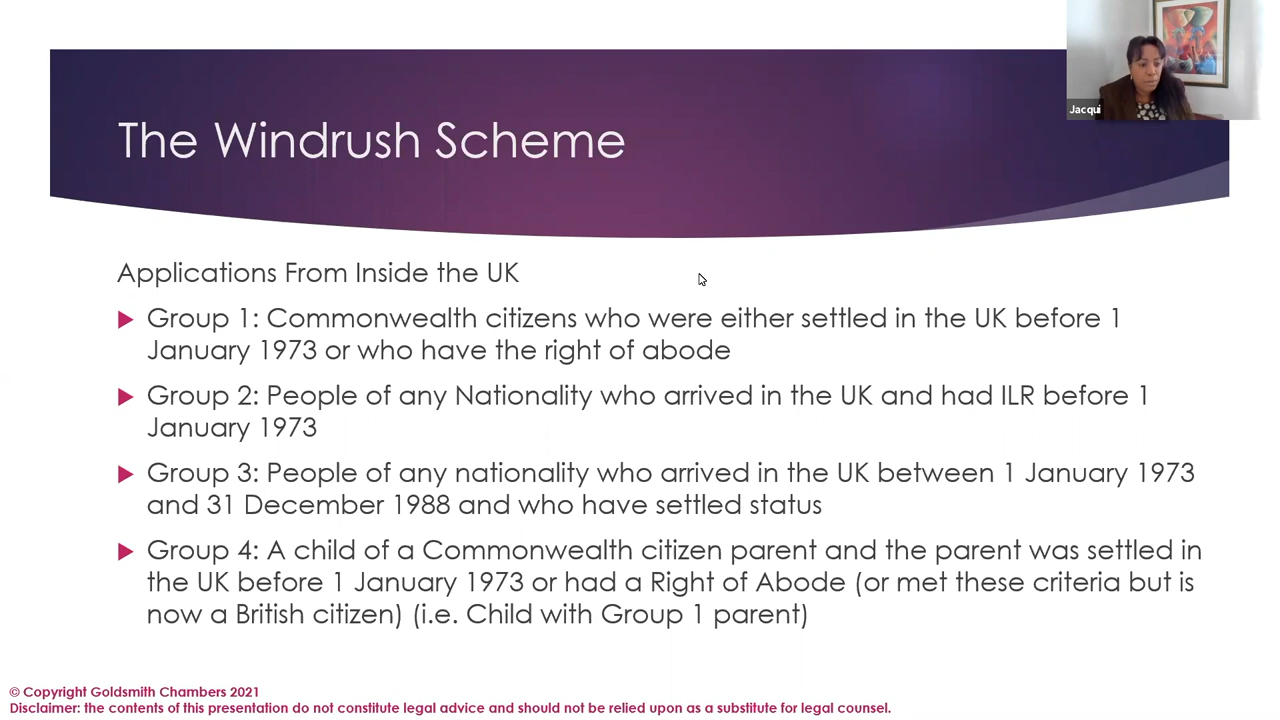 Jacqui
The Windrush Scheme
Applications From Inside the UK
Group 1: Commonwealth citizens who were either settled in the UK before 1
January 1973 or who have the right of abode
Group 2: People of any Nationality who arrived in the UK and had ILR before 1
January 1973
Group 3: People of any nationality who arrived in the UK between 1 January 1973
and 31 December 1988 and who have settled status
Group 4: A child of a Commonwealth citizen parent and the parent was settled in
the UK before 1 January 1973 or had a Right of Abode (or met these criteria but is
now a British citizen) (i.e. Child with Group 1 parent)
© Copyright Goldsmith Chambers 2021
Disclaimer: the contents of this presentation do not constitute legal advice and should not be relied upon as a substitute for legal counsel.